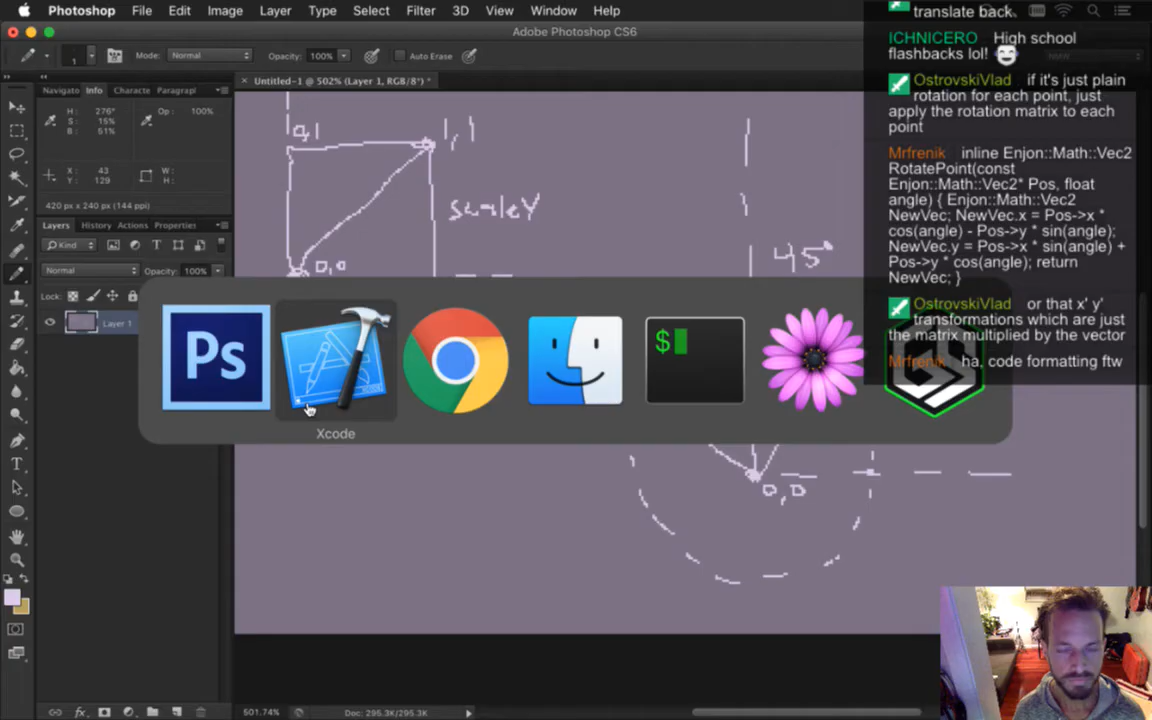 Photoshop File Edit Image Layer Type Select Filter 3D View Window Help
Adobe Photoshop CS6
1 Mode: Normal Opacity: 100% Auto Erase
× Untitled-1 @ 502% (Layer 1, RGB/8*) *
Navigato Info Characte Paragrapl
H: 276° Op: 100%
S: 15%
B: 51%
X: 43 W:
Y: 129 H:
420 px x 240 px (144 ppi)
Layers History Actions Properties
Kind
Normal Opacity: 100%
Lock:
Layer 1
0,1
1,1
scaleY
0,0
45°
Ps
$
Xcode
0,0
501.74% Doc: 295.3K/295.3K
translate back.
ICHNICERO High school
flashbacks lol!
OstrovskiVlad if it's just plain
rotation for each point, just
apply the rotation matrix to each
point
Mrfrenik inline Enjon::Math::Vec2
RotatePoint(const
Enjon::Math::Vec2* Pos, float
angle) { Enjon::Math::Vec2
NewVec; NewVec.x = Pos->x *
cos(angle) - Pos->y * sin(angle);
NewVec.y = Pos->x * sin(angle) +
Pos->y * cos(angle); return
NewVec; }
OstrovskiVlad or that x' y'
transformations which are just
the matrix multiplied by the vector
Mrfrenik ha, code formatting ftw